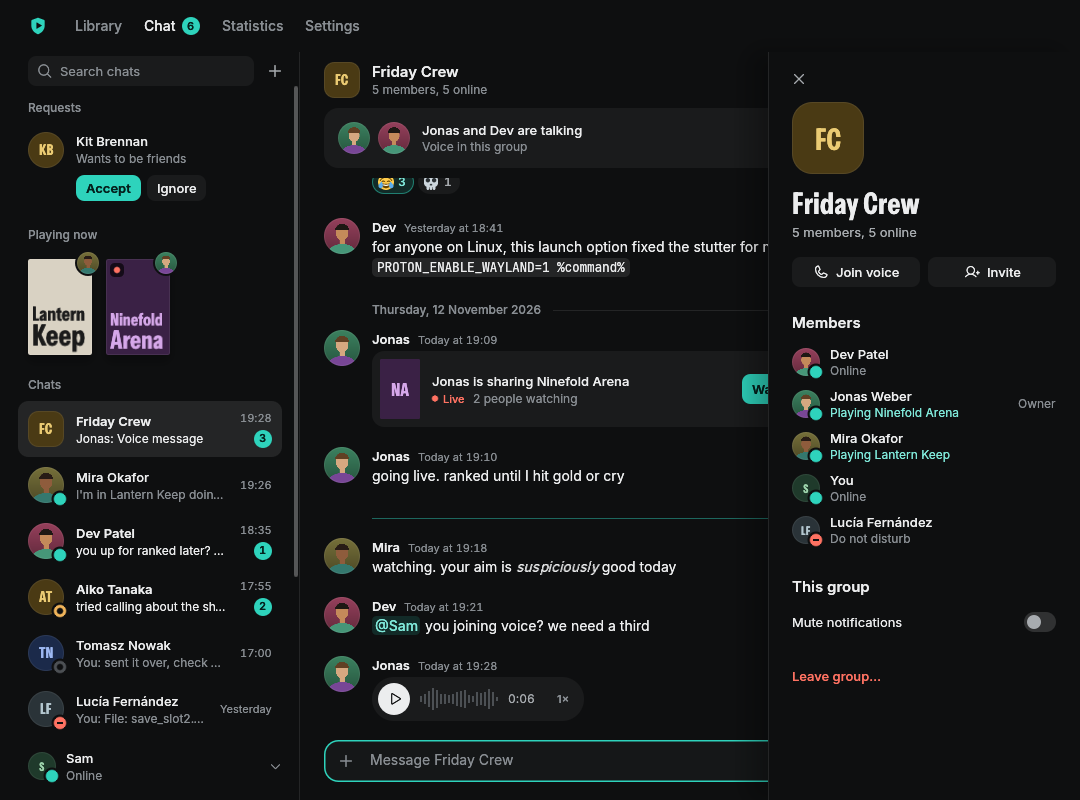 Library
Chat
6
Statistics
Settings
Search chats
Requests
KB
Kit Brennan
Wants to be friends
Accept
Ignore
Playing now
Lantern
Keep
Ninefold
Arena
Chats
FC
Friday Crew
19:28
Jonas: Voice message
3
Mira Okafor
19:26
I'm in Lantern Keep doin...
Dev Patel
18:35
you up for ranked later? ...
1
AT
Aiko Tanaka
17:55
tried calling about the sh...
2
TN
Tomasz Nowak
17:00
You: sent it over, check ...
LF
Lucía Fernández
Yesterday
You: File: save_slot2....
S
Sam
Online
FC
Friday Crew
5 members, 5 online
Jonas and Dev are talking
Voice in this group
3
1
Dev
Yesterday at 18:41
for anyone on Linux, this launch option fixed the stutter for
PROTON_ENABLE_WAYLAND=1 %command%
Thursday, 12 November 2026
Jonas
Today at 19:09
NA
Jonas is sharing Ninefold Arena
Live
2 people watching
Jonas
Today at 19:10
going live. ranked until I hit gold or cry
Mira
Today at 19:18
watching. your aim is suspiciously good today
Dev
Today at 19:21
@Sam you joining voice? we need a third
Jonas
Today at 19:28
0:06
1×
Message Friday Crew
FC
Friday Crew
5 members, 5 online
Join voice
Invite
Members
Dev Patel
Online
Jonas Weber
Playing Ninefold Arena
Owner
Mira Okafor
Playing Lantern Keep
S
You
Online
LF
Lucía Fernández
Do not disturb
This group
Mute notifications
Leave group...